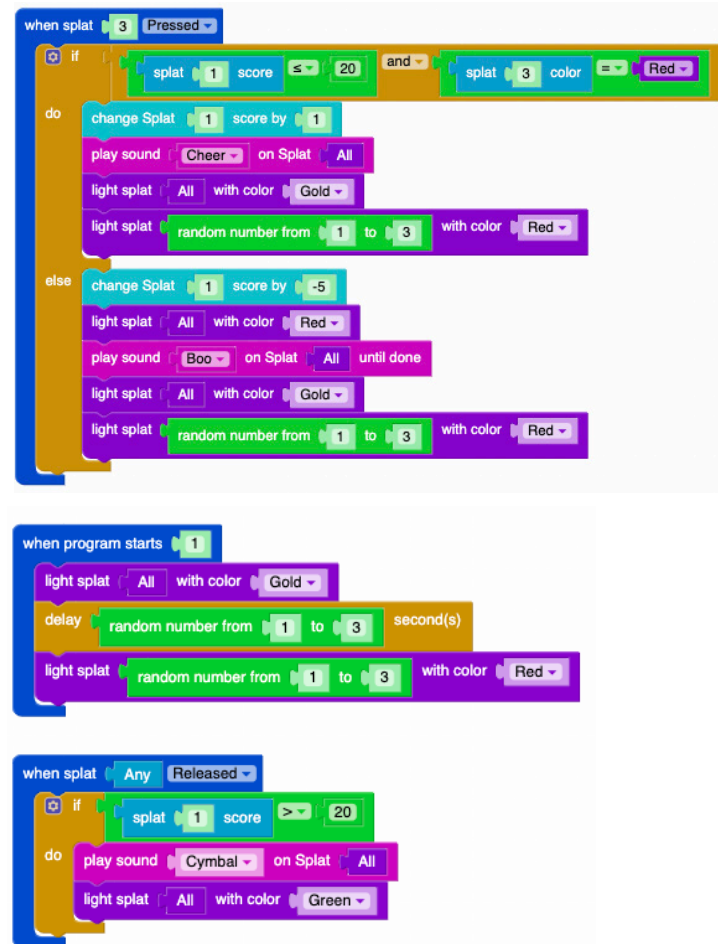 when splat 3 Pressed
if splat 1 score ≤ 20 and splat 3 color = Red
do change Splat 1 score by 1
play sound Cheer on Splat All
light splat All with color Gold
light splat random number from 1 to 3 with color Red
else change Splat 1 score by -5
light splat All with color Red
play sound Boo on Splat All until done
light splat All with color Gold
light splat random number from 1 to 3 with color Red
when program starts 1
light splat All with color Gold
delay random number from 1 to 3 second(s)
light splat random number from 1 to 3 with color Red
when splat Any Released
if splat 1 score > 20
do play sound Cymbal on Splat All
light splat All with color Green